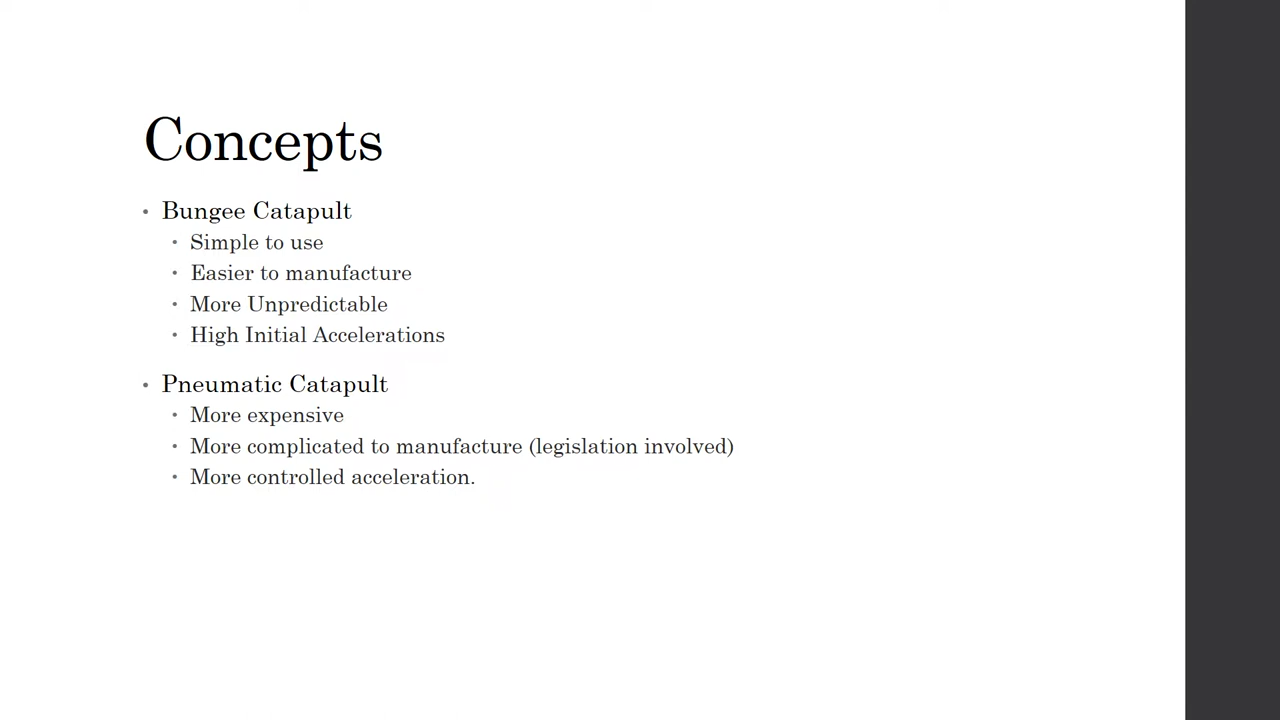 Concepts
• Bungee Catapult
• Simple to use
• Easier to manufacture
• More Unpredictable
• High Initial Accelerations
• Pneumatic Catapult
• More expensive
• More complicated to manufacture (legislation involved)
• More controlled acceleration.